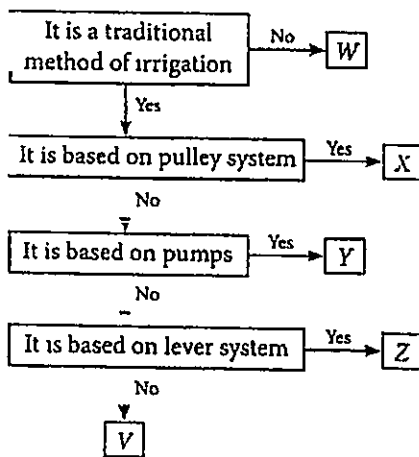 It is a traditional
method of irrigation
No
W
Yes
It is based on pulley system
Yes
X
No
It is based on pumps
Yes
Y
No
It is based on lever system
Yes
Z
No
V